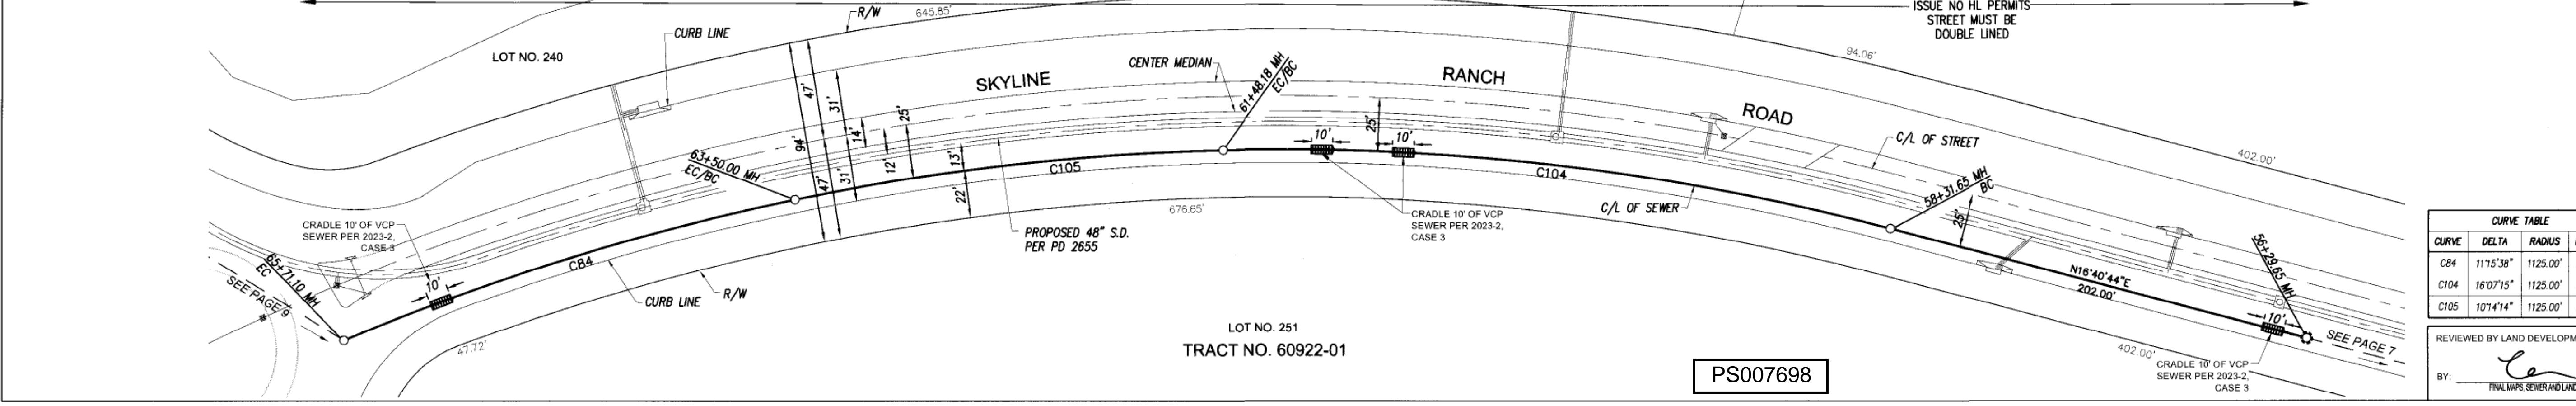 ISSUE NO HL PERMITS
STREET MUST BE
DOUBLE LINED
R/W
645.85'
CURB LINE
LOT NO. 240
94.06'
CENTER MEDIAN
61+48.18 MH
EC/BC
SKYLINE
RANCH
ROAD
C/L OF STREET
402.00'
47'
31'
25'
14'
94'
12'
13'
47'
31'
22'
25'
10'
10'
63+50.00 MH
EC/BC
C105
C104
58+31.65 MH
BC
25'
676.65'
C/L OF SEWER
CRADLE 10' OF VCP
SEWER PER 2023-2,
CASE 3
CRADLE 10' OF VCP
SEWER PER 2023-2,
CASE 3
PROPOSED 48" S.D.
PER PD 2655
65+71.10 MH
EC
SEE PAGE 9
10'
C84
CURB LINE
R/W
47.72'
LOT NO. 251
TRACT NO. 60922-01
N16°40'44"E
202.00'
56+29.65 MH
10'
SEE PAGE 7
402.00'
CRADLE 10' OF VCP
SEWER PER 2023-2,
CASE 3
PS007698
CURVE TABLE
CURVE DELTA RADIUS
C84 11°15'38" 1125.00'
C104 16°07'15" 1125.00'
C105 10°14'14" 1125.00'
REVIEWED BY LAND DEVELOPM
BY:
FINAL MAPS, SEWER AND LAND